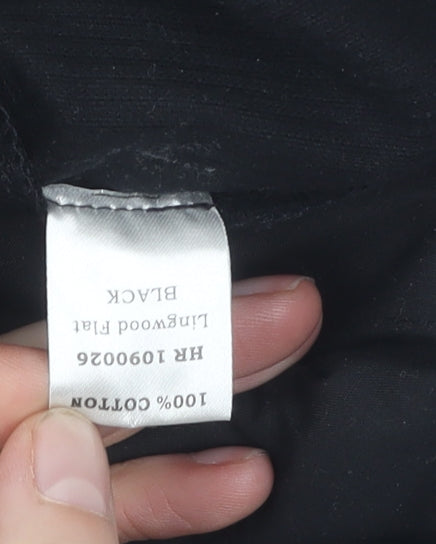 100% COTTON
HR 1090026
Lingwood Flat
BLACK